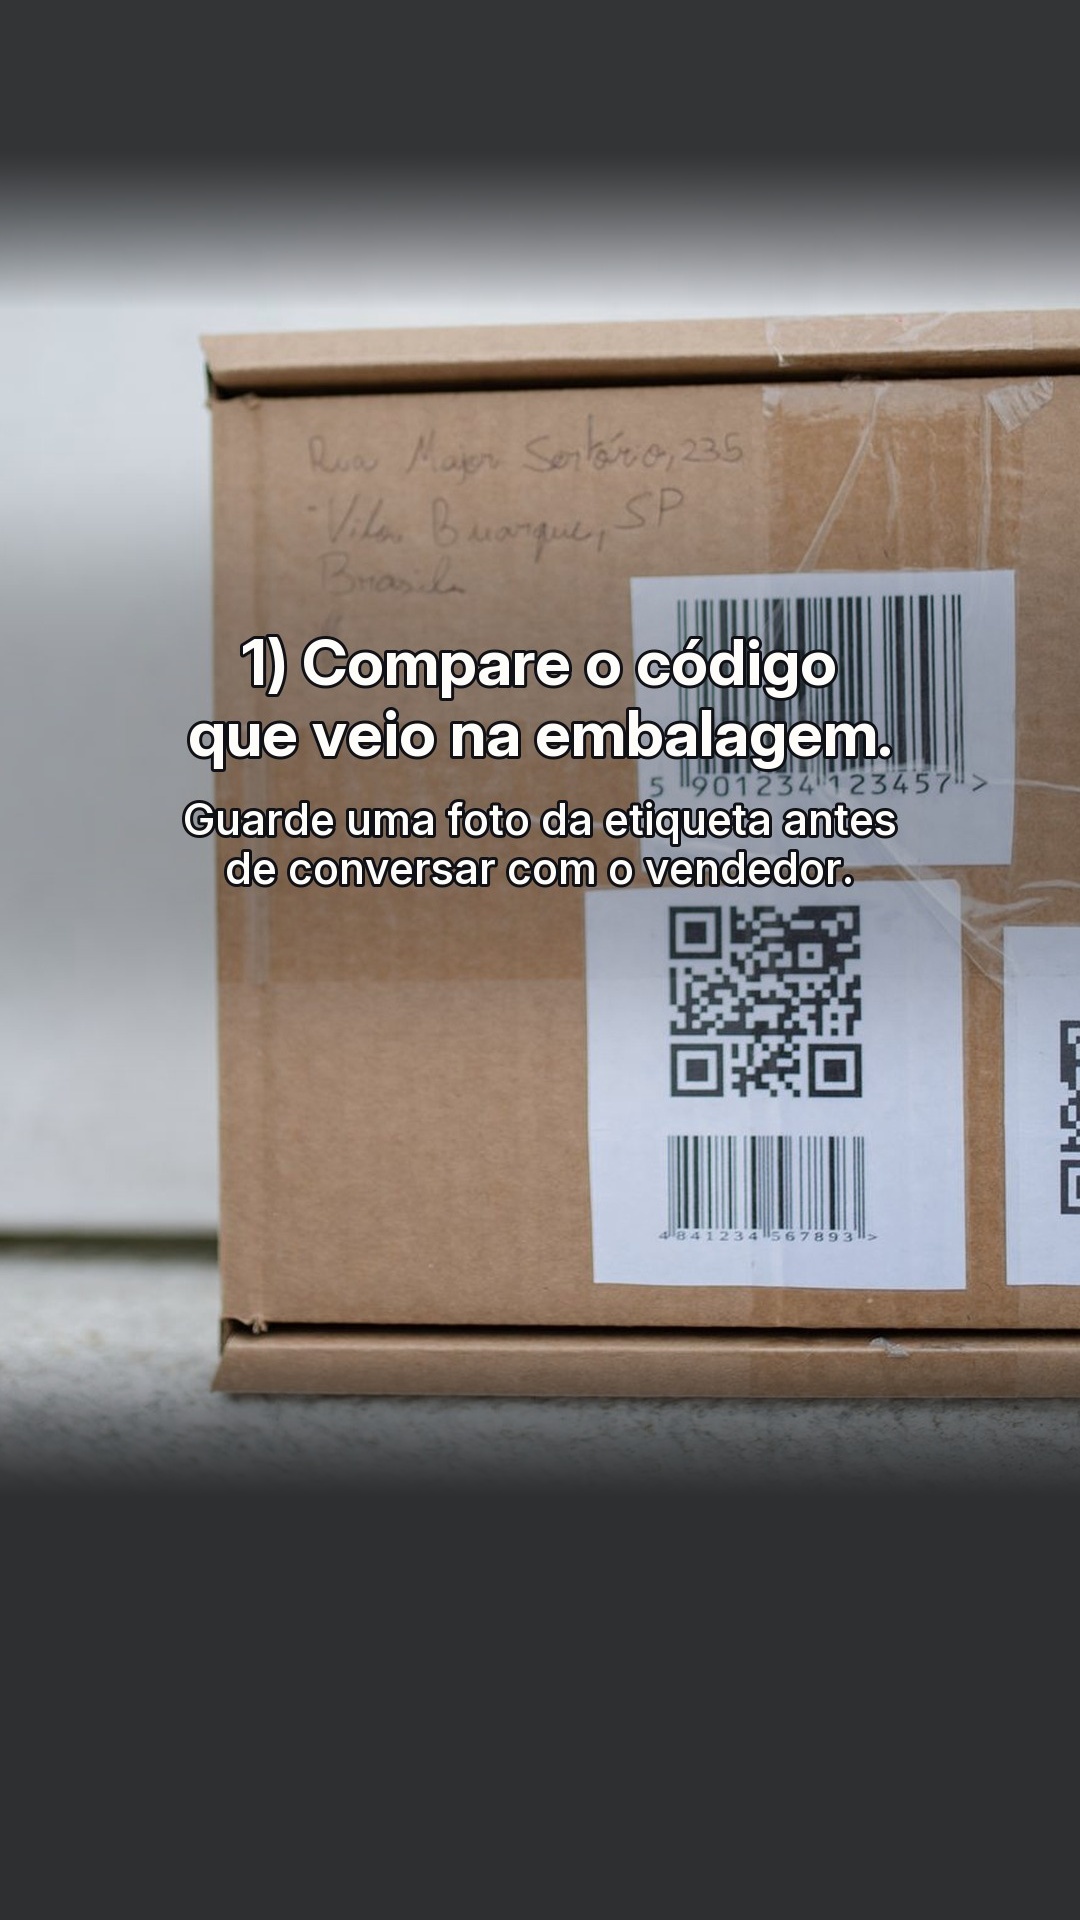 Rua Major Sertório, 235
Vila Buarque, SP
Brasil
1) Compare o código
que veio na embalagem.
5 901234 123457 >
Guarde uma foto da etiqueta antes
de conversar com o vendedor.
4 841234 567893 >